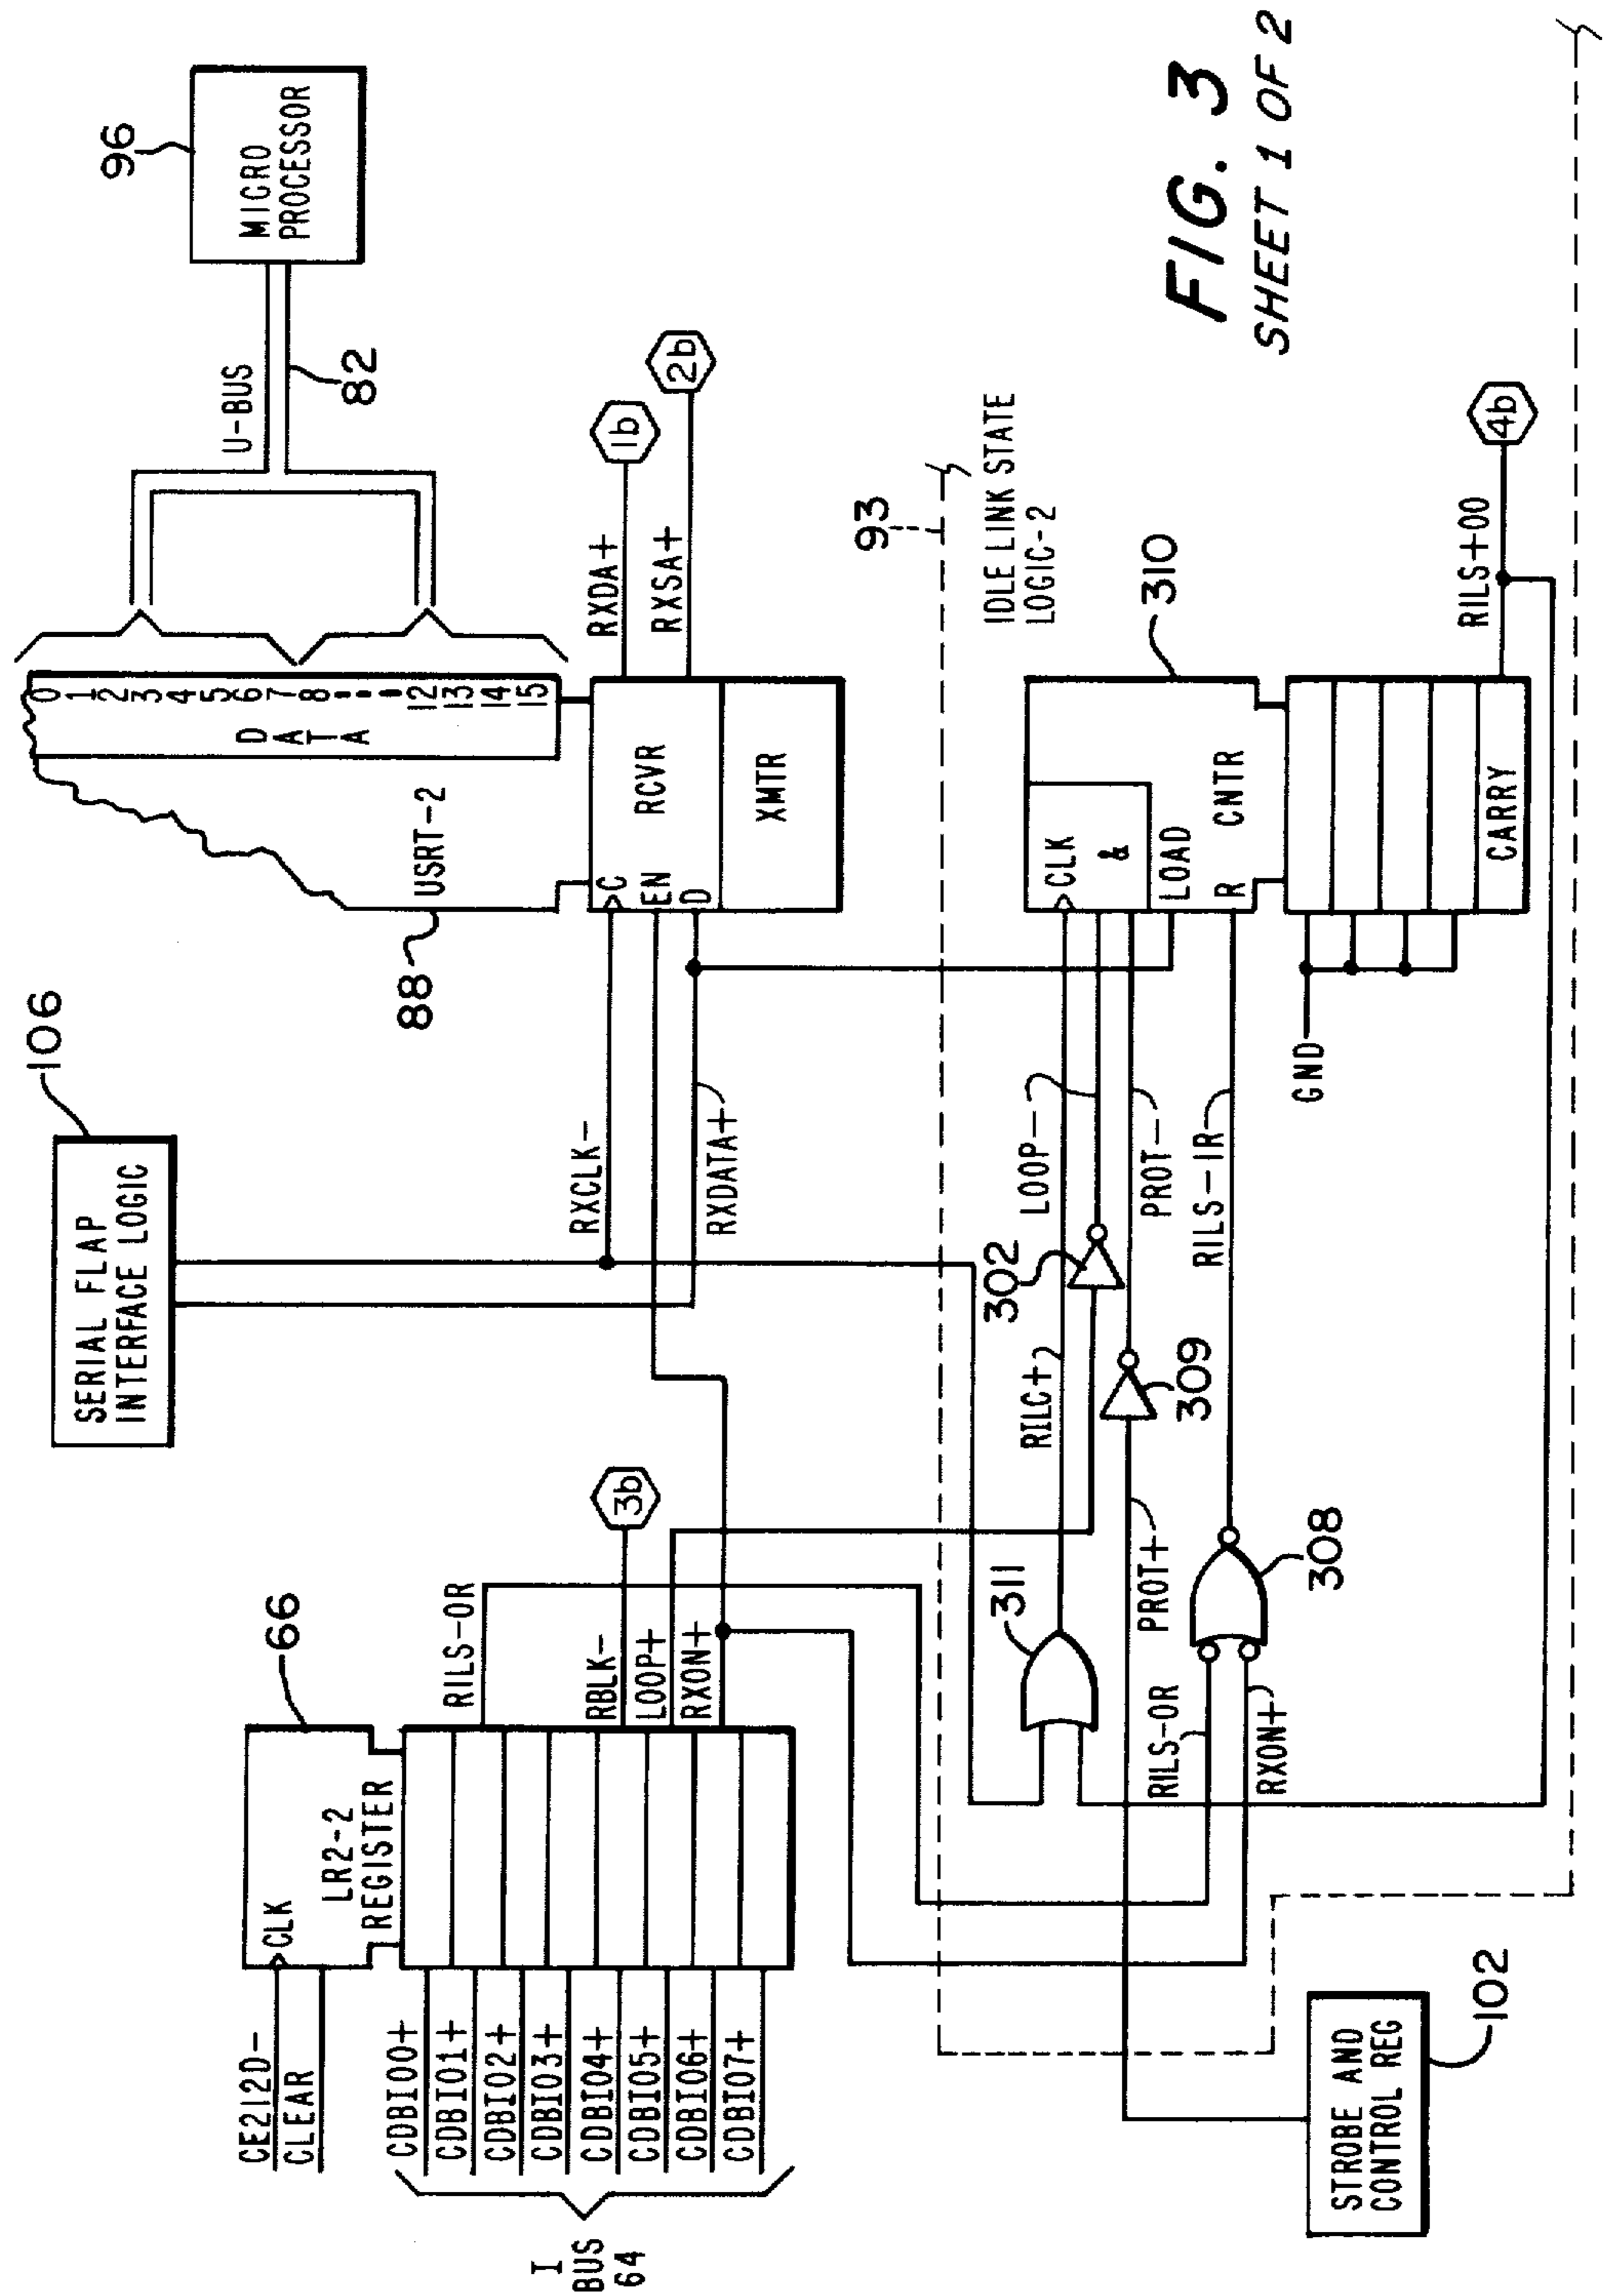 96
MICRO
PROCESSOR
U-BUS
82
106
SERIAL FLAP
INTERFACE LOGIC
0
1
2
3
4
5
6
7
8
12
13
14
15
DATA
USRT-2
88
C
EN
D
RCVR
XMTR
RXDA+
1b
RXSA+
2b
RXCLK-
RXDATA+
66
CE212D-
CLEAR
CLK
LR2-2
REGISTER
CDBI00+
CDBI01+
CDBI02+
CDBI03+
CDBI04+
CDBI05+
CDBI06+
CDBI07+
I
BUS
64
RILS-0R
RBLK-
LOOP+
RXON+
3b
93
IDLE LINK STATE
LOGIC-2
310
CLK
&
LOAD
R
CNTR
CARRY
RILS+00
4b
GND
LOOP-
302
RILC+
PROT-
309
RILS-1R
311
PROT+
308
RILS-0R
RXON+
STROBE AND
CONTROL REG
102
FIG. 3
SHEET 1 OF 2